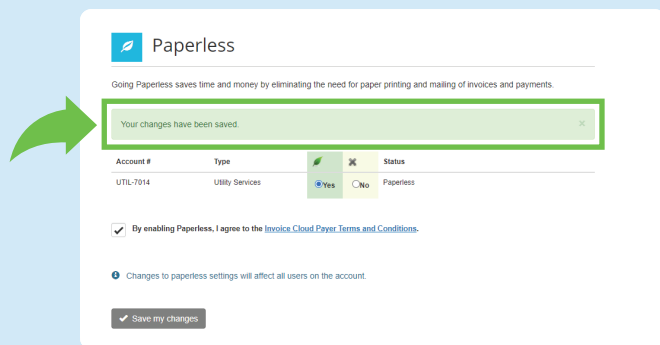 Paperless
Going Paperless saves time and money by eliminating the need for paper printing and mailing of invoices and payments.
Your changes have been saved. ×
Account # Type Status
UTIL-7014 Utility Services Yes No Paperless
By enabling Paperless, I agree to the Invoice Cloud Payer Terms and Conditions.
Changes to paperless settings will affect all users on the account.
Save my changes